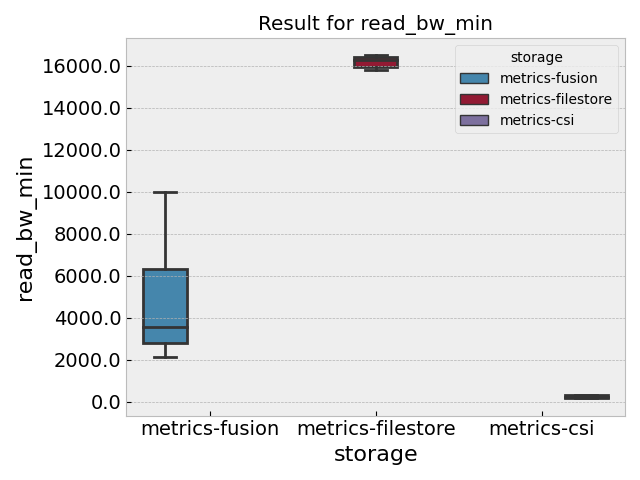 Result for read_bw_min
storage
metrics-fusion
metrics-filestore
metrics-csi
read_bw_min
16000.0
14000.0
12000.0
10000.0
8000.0
6000.0
4000.0
2000.0
0.0
metrics-fusion metrics-filestore metrics-csi
storage